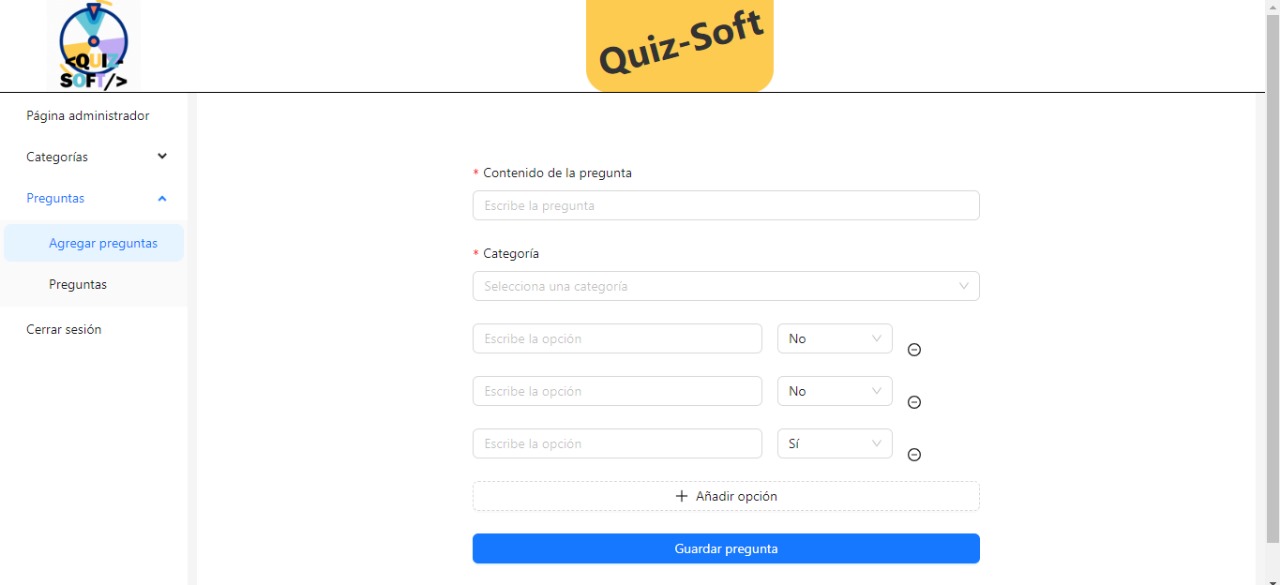 <QUIZ-
SOFT/>
Quiz-Soft
Página administrador
Categorías
Preguntas
Agregar preguntas
Preguntas
Cerrar sesión
* Contenido de la pregunta
Escribe la pregunta
* Categoría
Selecciona una categoría
Escribe la opción No
Escribe la opción No
Escribe la opción Sí
+ Añadir opción
Guardar pregunta